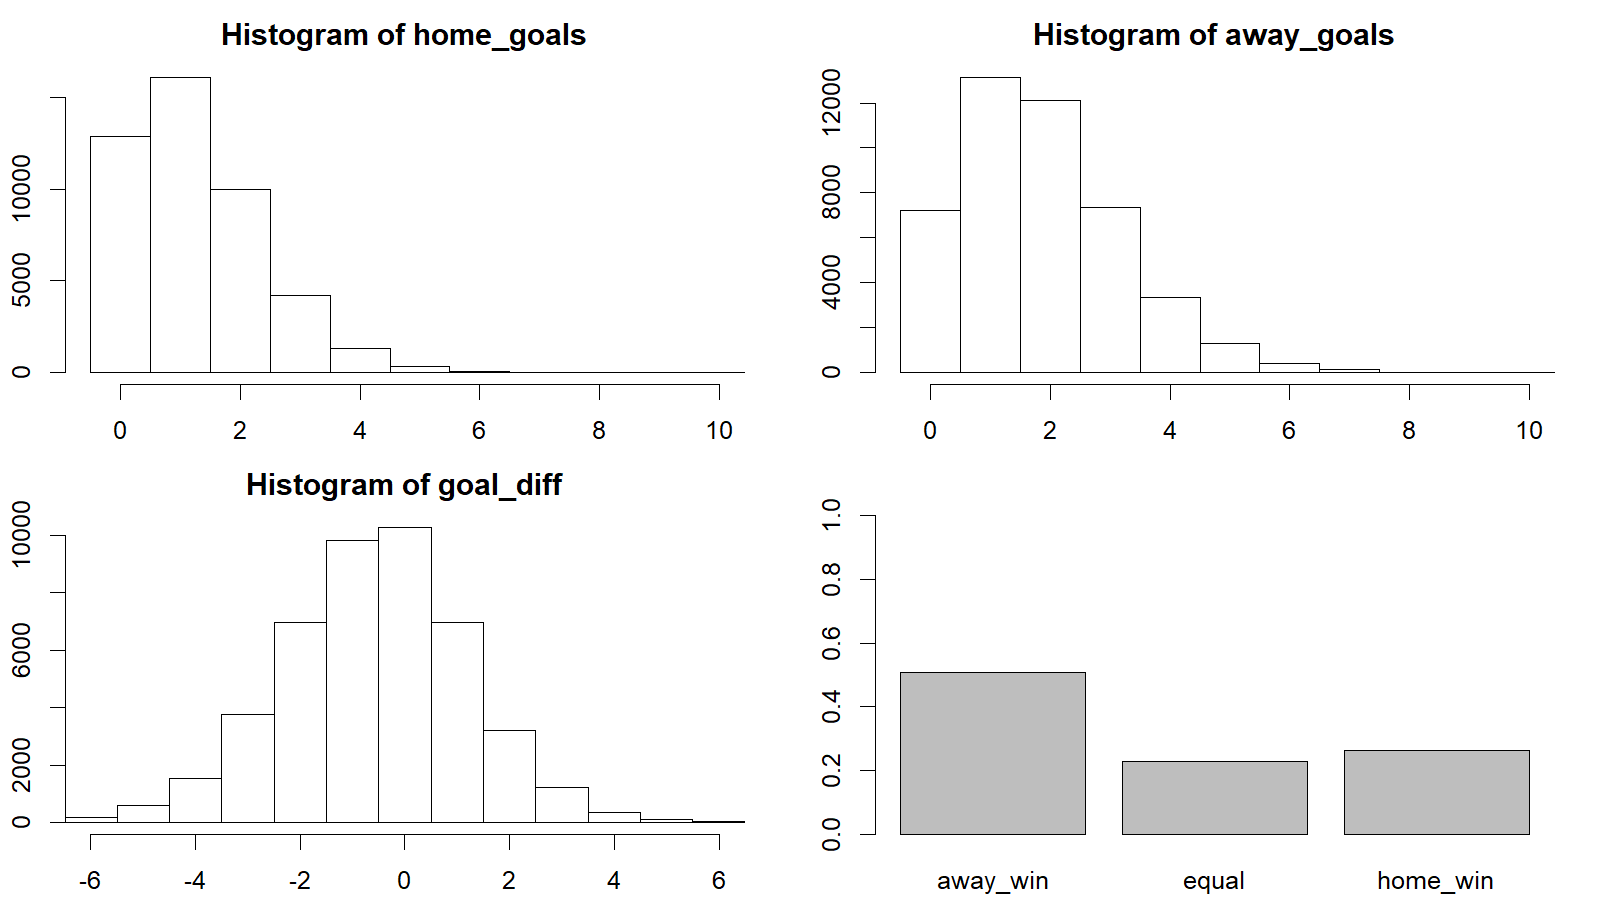 Histogram of home_goals
0 5000 10000
0 2 4 6 8 10
Histogram of away_goals
0 4000 8000 12000
0 2 4 6 8 10
Histogram of goal_diff
0 2000 6000 10000
-6 -4 -2 0 2 4 6
0.0 0.2 0.4 0.6 0.8 1.0
away_win equal home_win